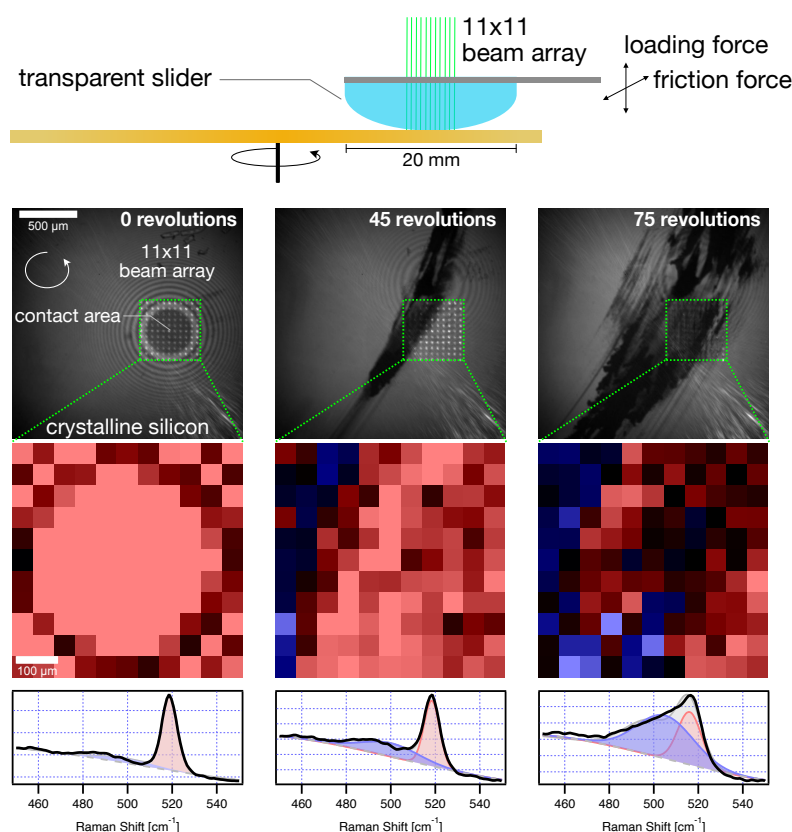 11x11
beam array
loading force
friction force
transparent slider
20 mm
0 revolutions
45 revolutions
75 revolutions
500 µm
11x11
beam array
contact area
crystalline silicon
100 µm
460 480 500 520 540
460 480 500 520 540
460 480 500 520 540
Raman Shift [cm⁻¹]
Raman Shift [cm⁻¹]
Raman Shift [cm⁻¹]